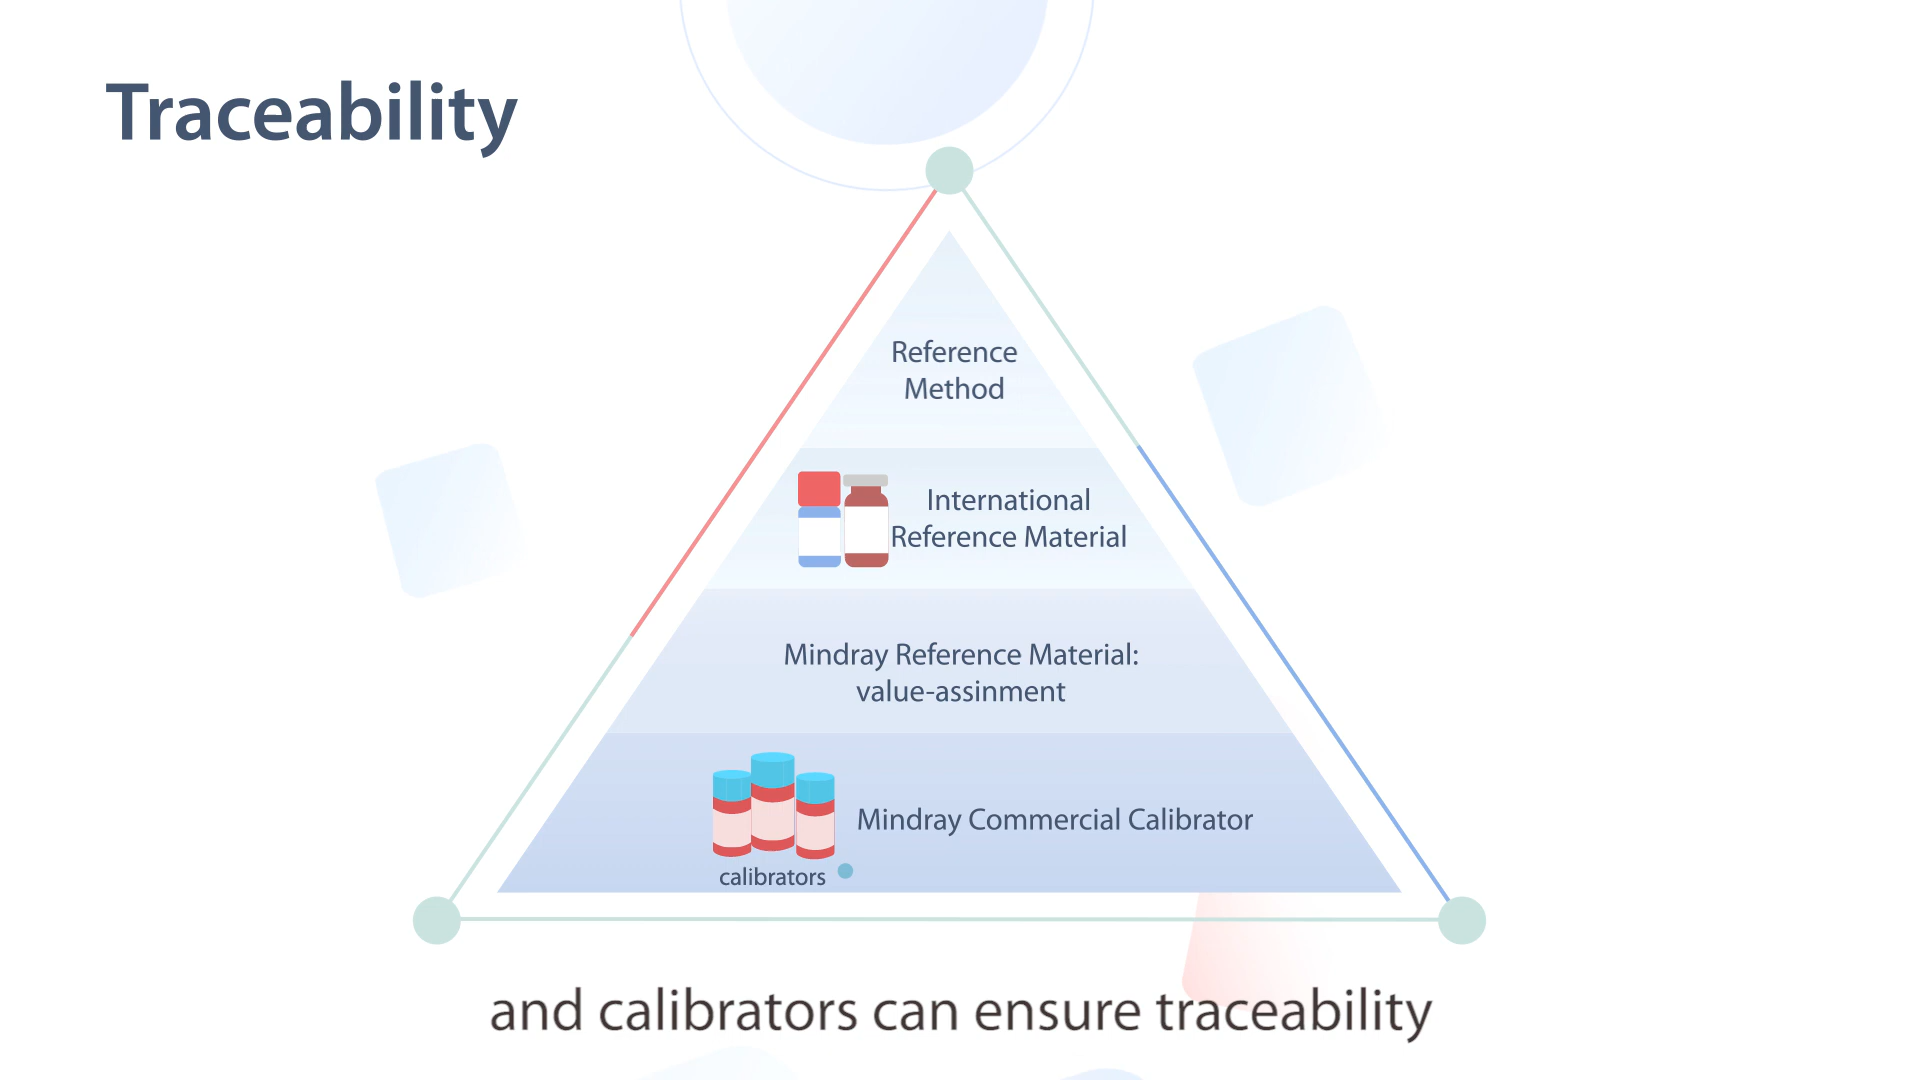 Traceability
Reference
Method
International
Reference Material
Mindray Reference Material:
value-assinment
Mindray Commercial Calibrator
calibrators
and calibrators can ensure traceability